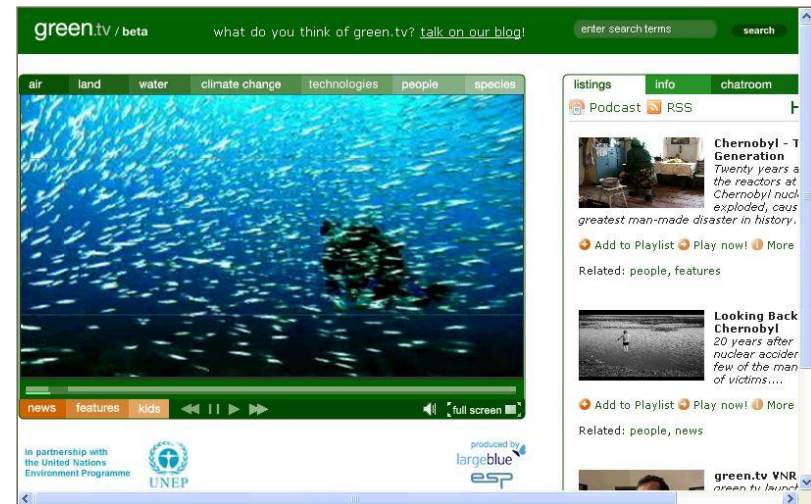 green.tv / beta
what do you think of green.tv? talk on our blog!
enter search terms
search
air land water climate change technologies people species
news features kids
full screen
in partnership with
the United Nations
Environment Programme
UNEP
produced by
largeblue
esp
listings info chatroom
Podcast RSS H
Chernobyl - T
Generation
Twenty years a
the reactors at
Chernobyl nucl
exploded, caus
greatest man-made disaster in history.
Add to Playlist Play now! More
Related: people, features
Looking Back
Chernobyl
20 years after
nuclear acciden
few of the man
of victims....
Add to Playlist Play now! More
Related: people, news
green.tv VNR
green.tv launch